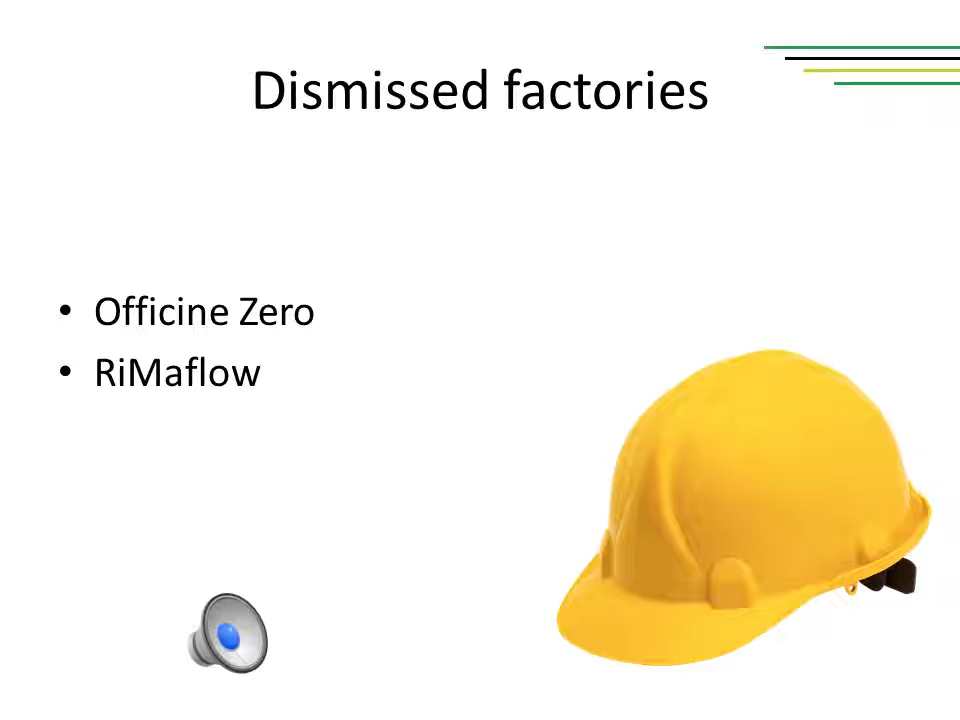 Dismissed factories
• Officine Zero
• RiMaflow